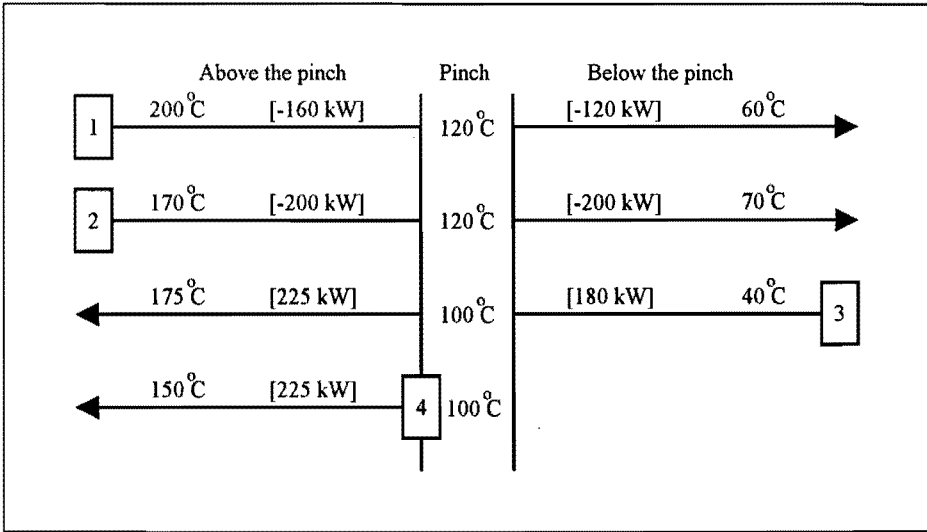 Above the pinch Pinch Below the pinch
1 200°C [-160 kW] 120°C [-120 kW] 60°C
2 170°C [-200 kW] 120°C [-200 kW] 70°C
175°C [225 kW] 100°C [180 kW] 40°C 3
150°C [225 kW] 4 100°C